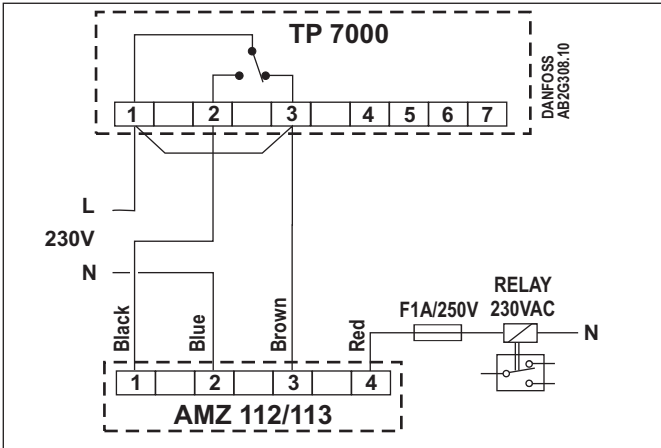 TP 7000
DANFOSS
AB2G308.10
1 2 3 4 5 6 7
L
230V
N
Black
Blue
Brown
Red
F1A/250V
RELAY
230VAC
N
1 2 3 4
AMZ 112/113